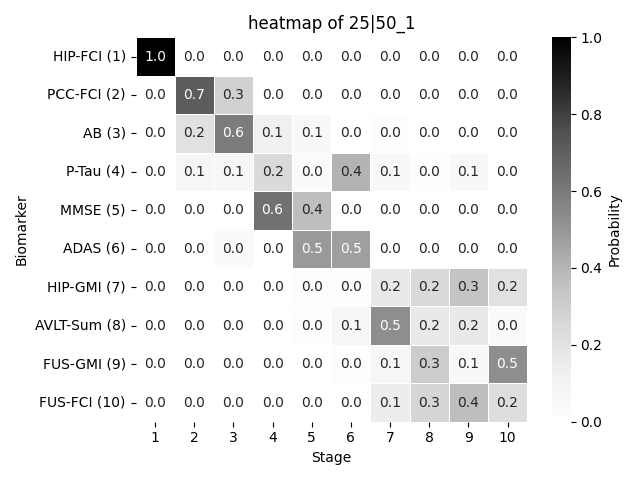 heatmap of 25|50_1
HIP-FCI (1) 1.0 0.0 0.0 0.0 0.0 0.0 0.0 0.0 0.0 0.0
PCC-FCI (2) 0.0 0.7 0.3 0.0 0.0 0.0 0.0 0.0 0.0 0.0
AB (3) 0.0 0.2 0.6 0.1 0.1 0.0 0.0 0.0 0.0 0.0
P-Tau (4) 0.0 0.1 0.1 0.2 0.0 0.4 0.1 0.0 0.1 0.0
MMSE (5) 0.0 0.0 0.0 0.6 0.4 0.0 0.0 0.0 0.0 0.0
ADAS (6) 0.0 0.0 0.0 0.0 0.5 0.5 0.0 0.0 0.0 0.0
HIP-GMI (7) 0.0 0.0 0.0 0.0 0.0 0.0 0.2 0.2 0.3 0.2
AVLT-Sum (8) 0.0 0.0 0.0 0.0 0.0 0.1 0.5 0.2 0.2 0.0
FUS-GMI (9) 0.0 0.0 0.0 0.0 0.0 0.0 0.1 0.3 0.1 0.5
FUS-FCI (10) 0.0 0.0 0.0 0.0 0.0 0.0 0.1 0.3 0.4 0.2
1 2 3 4 5 6 7 8 9 10
Stage
Biomarker
1.0
0.8
0.6
0.4
0.2
0.0
Probability